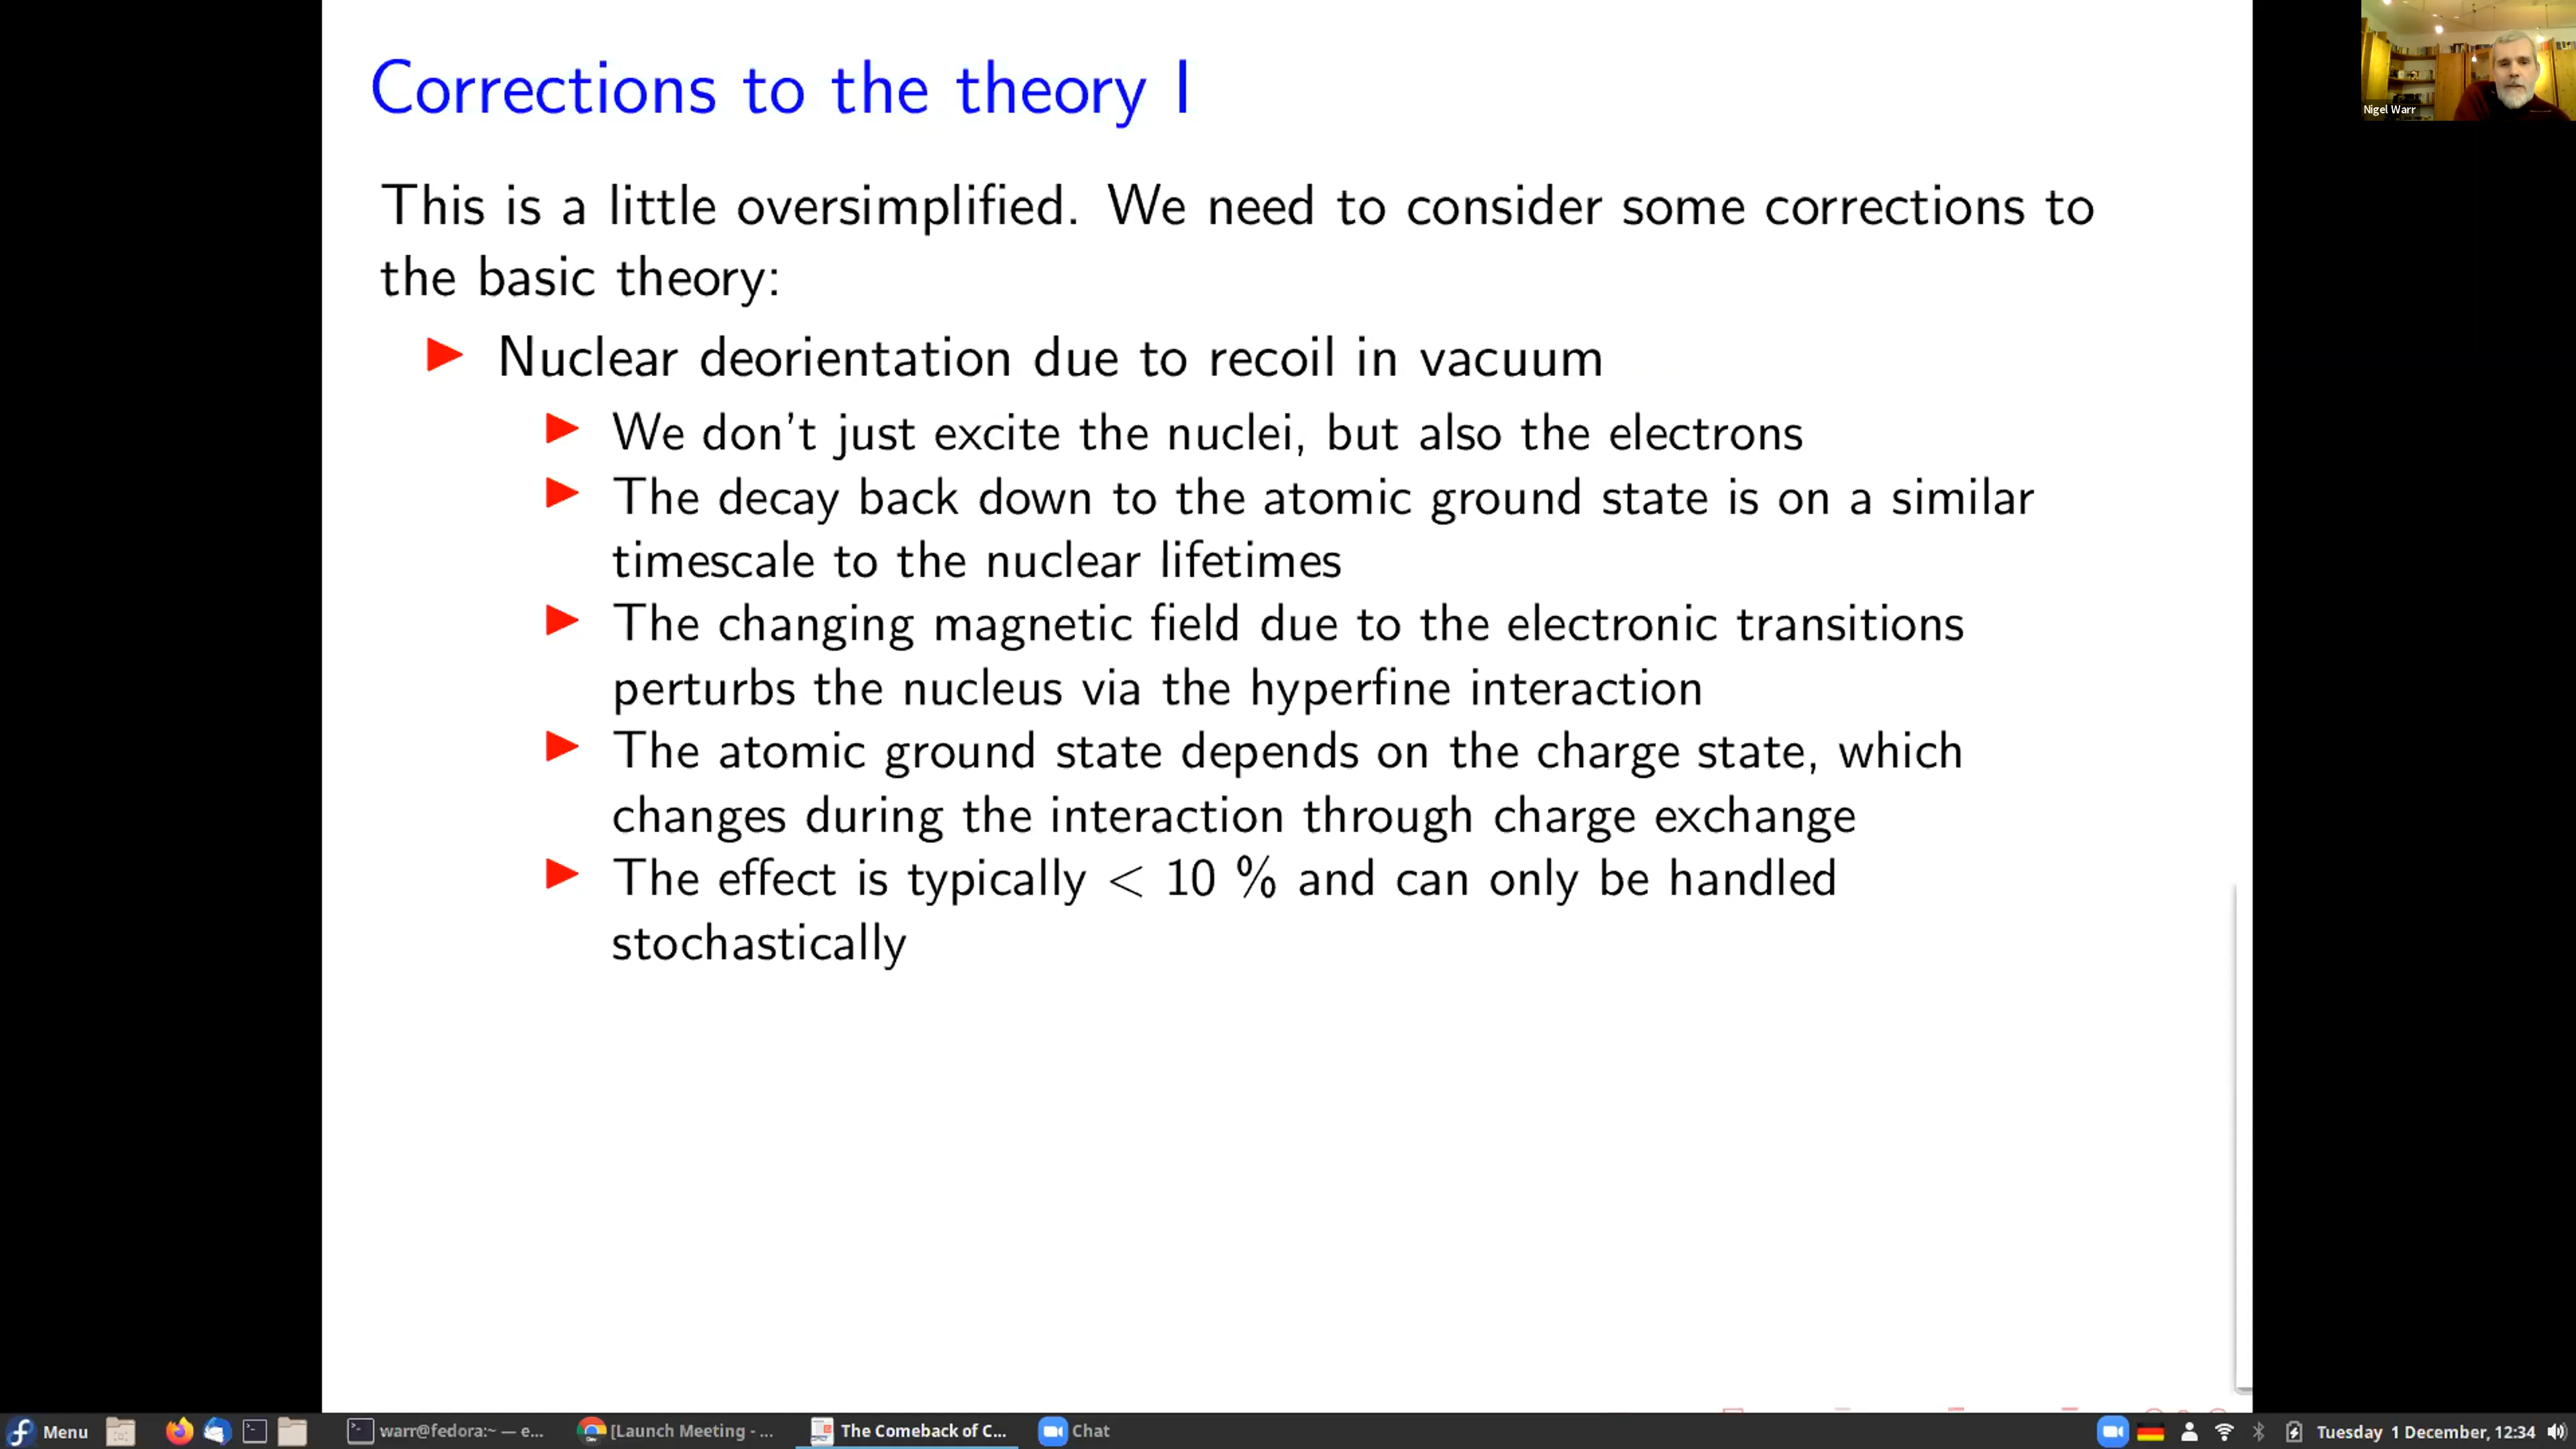 Corrections to the theory I
Nigel Warr
This is a little oversimplified. We need to consider some corrections to
the basic theory:
Nuclear deorientation due to recoil in vacuum
We don't just excite the nuclei, but also the electrons
The decay back down to the atomic ground state is on a similar
timescale to the nuclear lifetimes
The changing magnetic field due to the electronic transitions
perturbs the nucleus via the hyperfine interaction
The atomic ground state depends on the charge state, which
changes during the interaction through charge exchange
The effect is typically < 10 % and can only be handled
stochastically
Menu warr@fedora:~ — e... [Launch Meeting - ... The Comeback of C... Chat Tuesday 1 December, 12:34